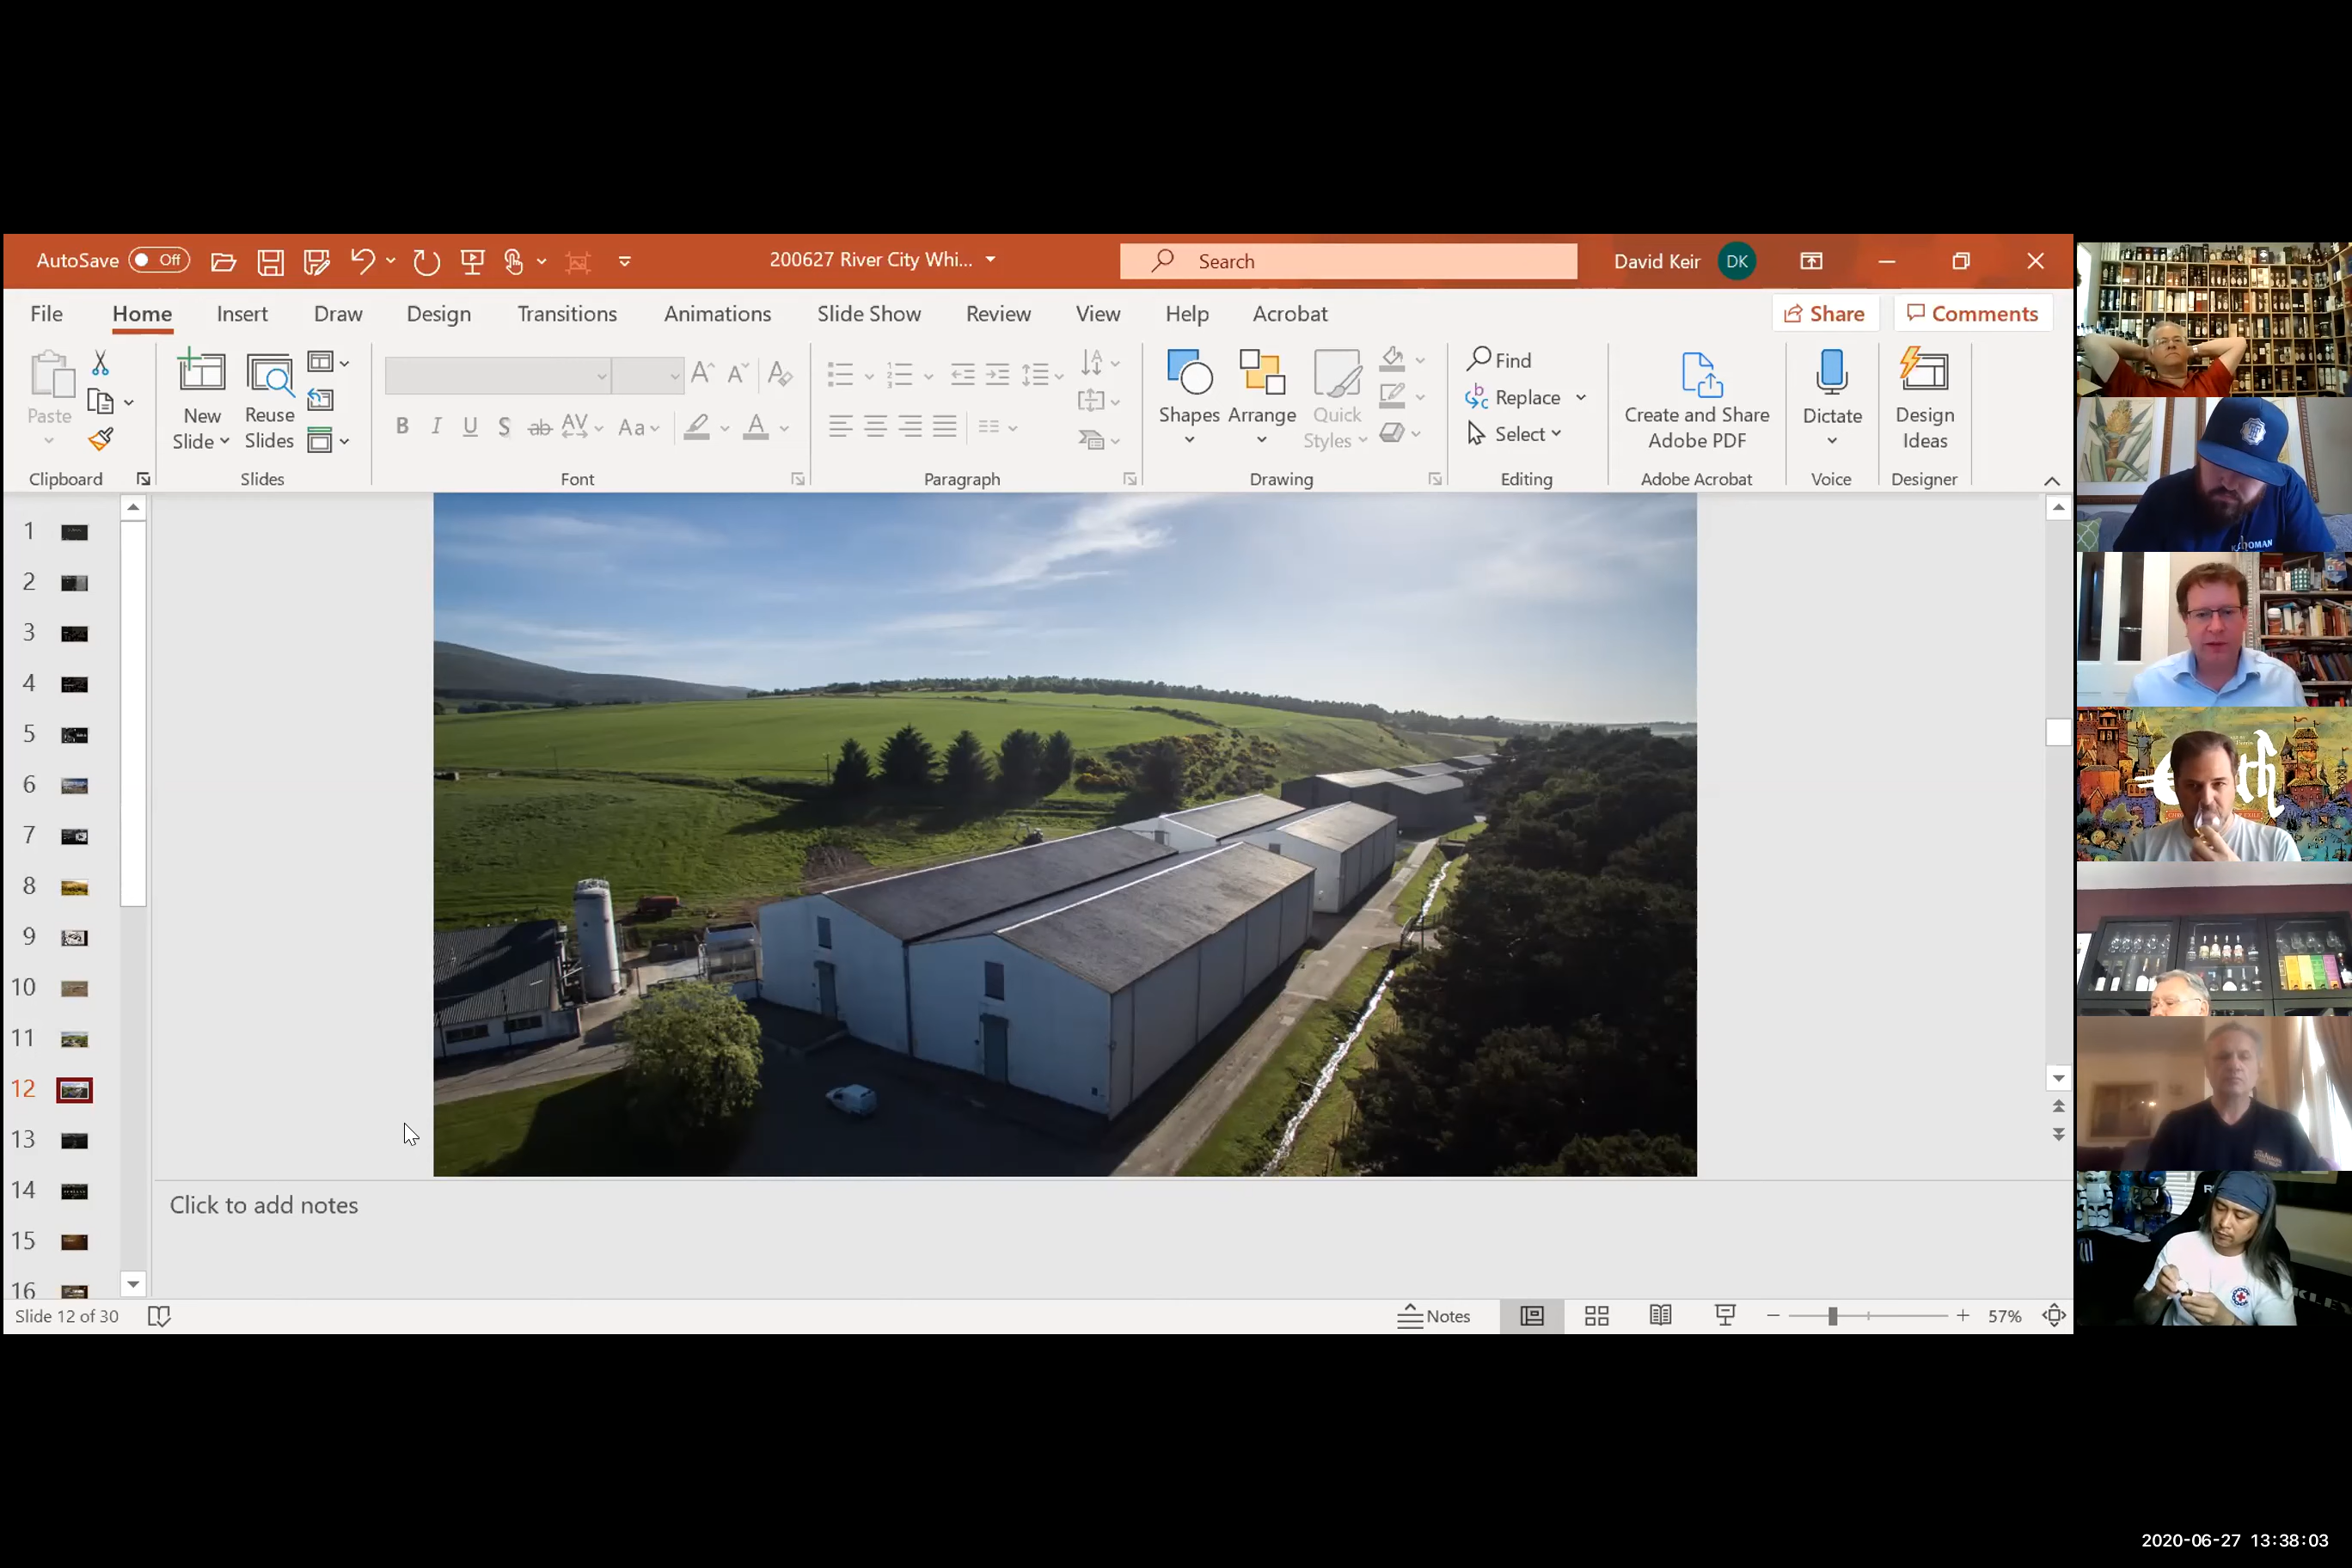 AutoSave Off 200627 River City Whi... Search David Keir DK
File Home Insert Draw Design Transitions Animations Slide Show Review View Help Acrobat Share Comments
Paste
New Slide
Reuse Slides
B I U S ab AV Aa A
Shapes Arrange Quick Styles
Find
Replace
Select
Create and Share Adobe PDF
Dictate
Design Ideas
Clipboard Slides Font Paragraph Drawing Editing Adobe Acrobat Voice Designer
1
2
3
4
5
6
7
8
9
10
11
12
13
14
15
16
Click to add notes
Slide 12 of 30 Notes 57%
2020-06-27 13:38:03